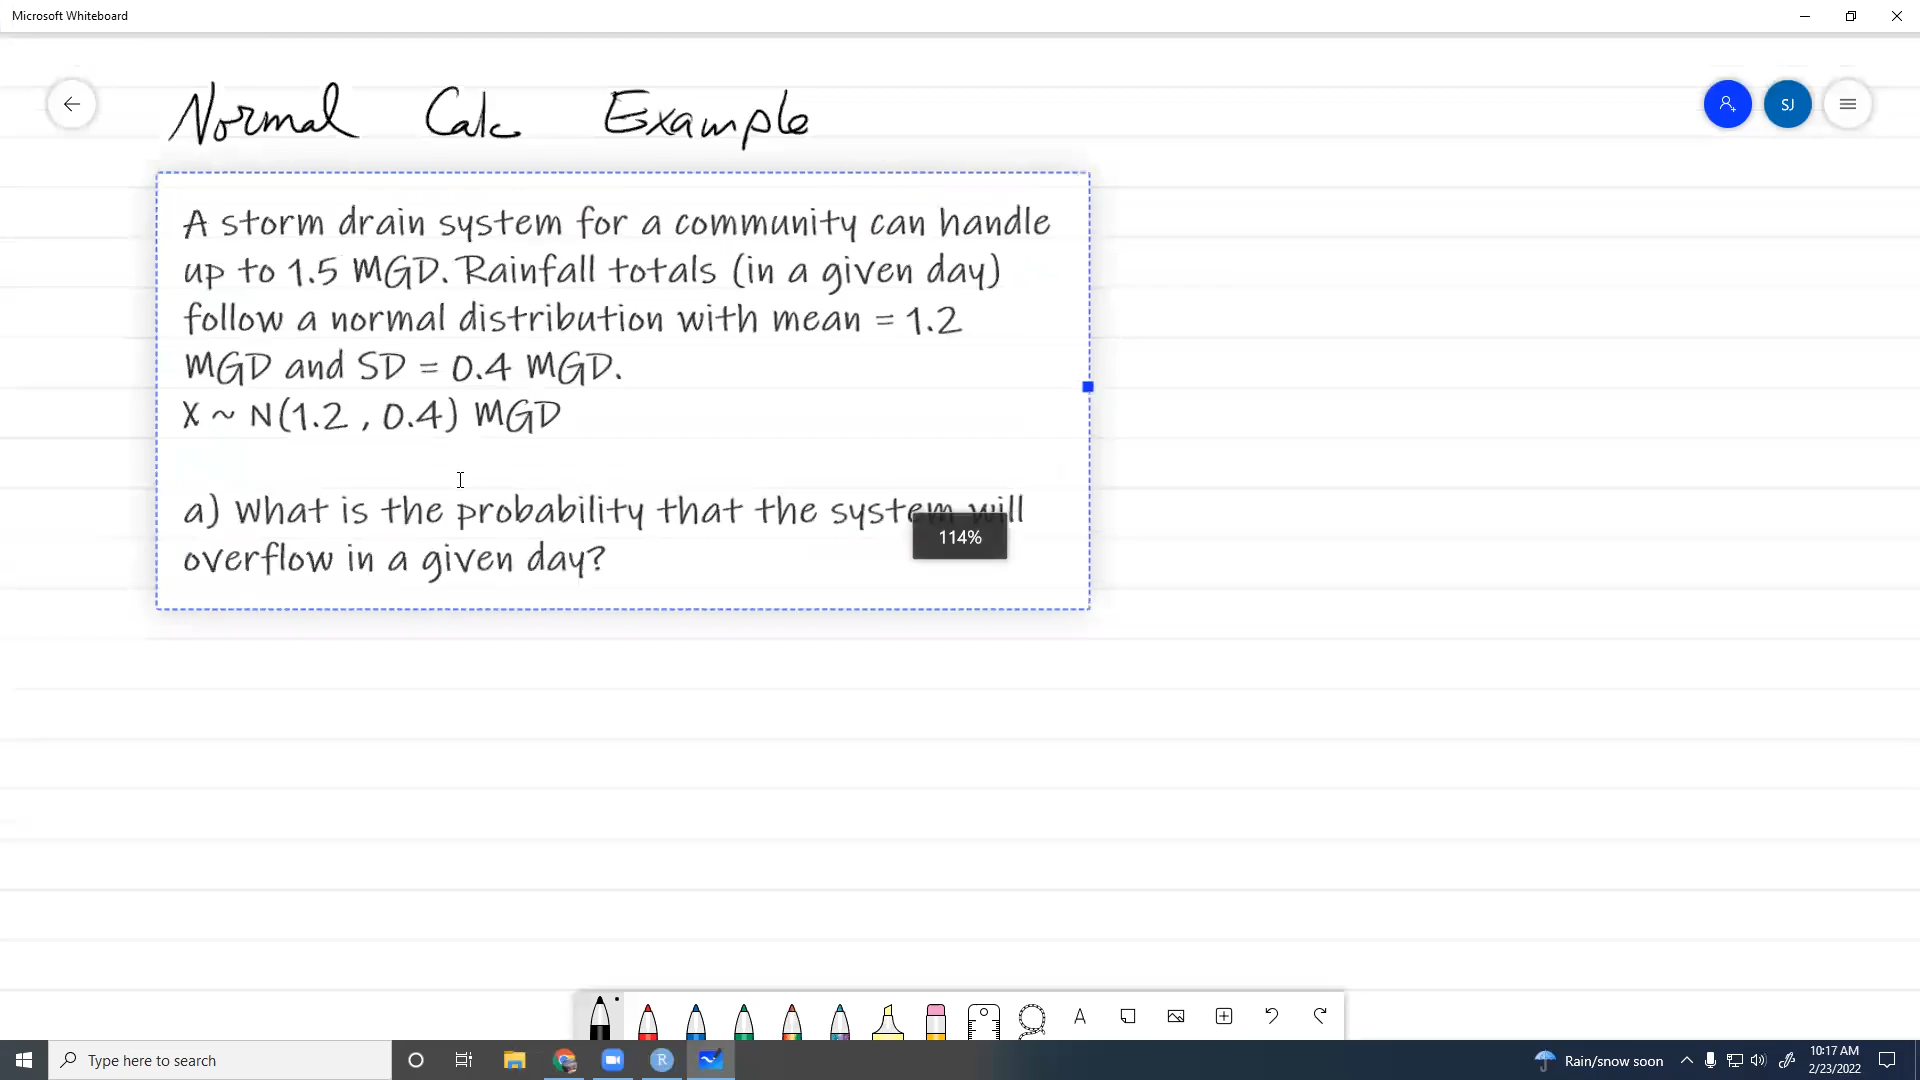 Microsoft Whiteboard
Normal Calc Example
SJ
A storm drain system for a community can handle
up to 1.5 MGD. Rainfall totals (in a given day)
follow a normal distribution with mean = 1.2
MGD and SD = 0.4 MGD.
X ~ N(1.2 , 0.4) MGD
a) What is the probability that the system will
overflow in a given day?
114%
Type here to search
Rain/snow soon
10:17 AM
2/23/2022